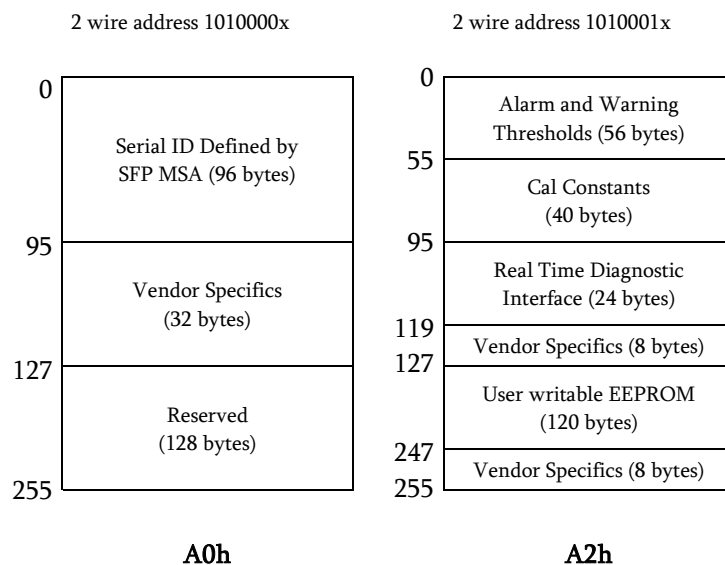 2 wire address 1010000x
0
Serial ID Defined by
SFP MSA (96 bytes)
95
Vendor Specifics
(32 bytes)
127
Reserved
(128 bytes)
255
A0h
2 wire address 1010001x
0
Alarm and Warning
Thresholds (56 bytes)
55
Cal Constants
(40 bytes)
95
Real Time Diagnostic
Interface (24 bytes)
119
Vendor Specifics (8 bytes)
127
User writable EEPROM
(120 bytes)
247
Vendor Specifics (8 bytes)
255
A2h